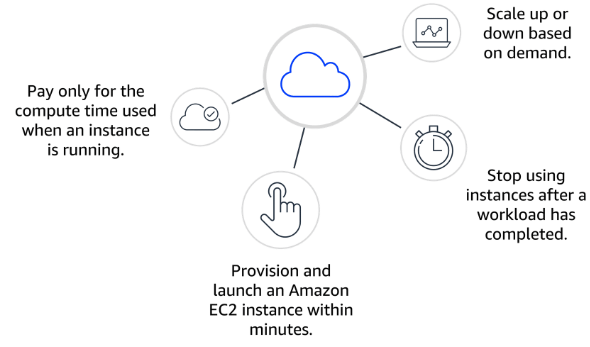 Scale up or
down based
on demand.
Pay only for the
compute time used
when an instance
is running.
Stop using
instances after a
workload has
completed.
Provision and
launch an Amazon
EC2 instance within
minutes.